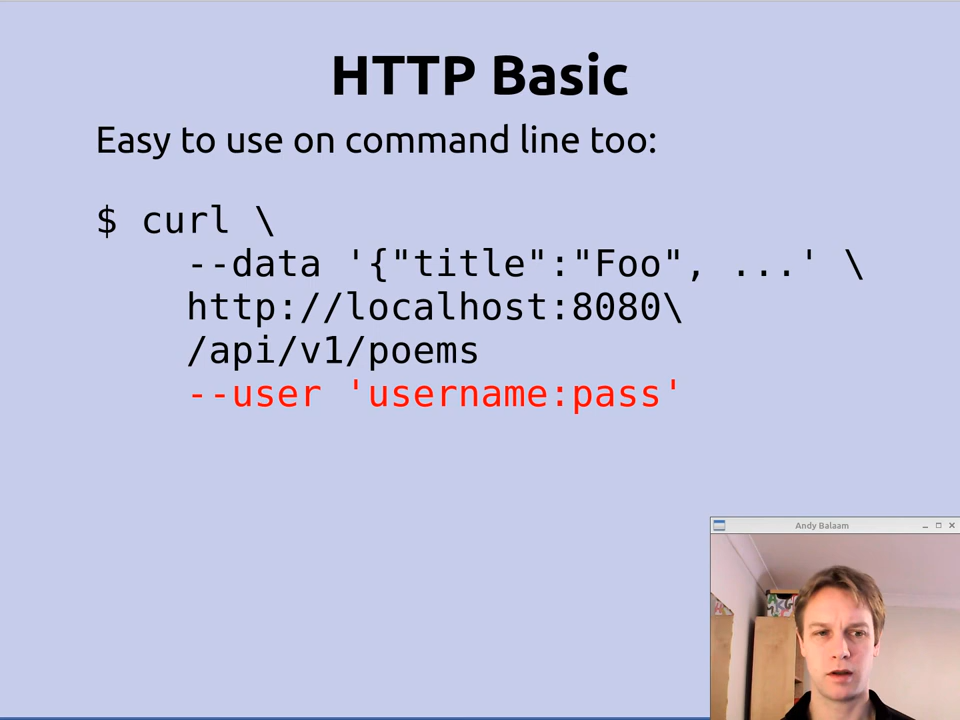 HTTP Basic
Easy to use on command line too:
$ curl \
--data '{"title":"Foo", ...' \
http://localhost:8080\
/api/v1/poems
--user 'username:pass'
Andy Balaam